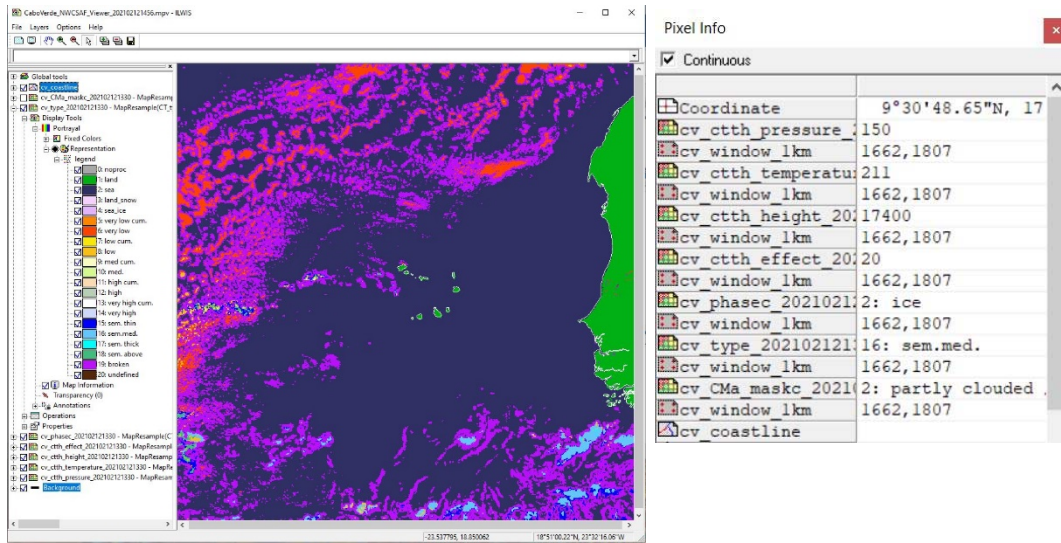 CaboVerde_NWCSAF_Viewer_202102121456.mpv - ILWIS
File Layers Options Help
Global tools
cv_coastline
cv_CMa_maskc_202102121330 - MapResamp
cv_type_202102121330 - MapResample(CT_t
Display Tools
Portrayal
Fixed Colors
Representation
legend
0: noproc
1: land
2: sea
3: land_snow
4: sea_ice
5: very low cum.
6: very low
7: low cum.
8: low
9: med cum.
10: med.
11: high cum.
12: high
13: very high cum.
14: very high
15: sem. thin
16: sem.med.
17: sem. thick
18: sem. above
19: broken
20: undefined
Map Information
Transparency (0)
Annotations
Operations
Properties
cv_phasec_202102121330 - MapResample(C
cv_ctth_effect_202102121330 - MapResampl
cv_ctth_height_202102121330 - MapResamp
cv_ctth_temperature_202102121330 - MapRe
cv_ctth_pressure_202102121330 - MapResam
Background
-23.537795, 18.850062 18°51'00.22"N, 23°32'16.06"W
Pixel Info
Continuous
Coordinate 9°30'48.65"N, 17
cv_ctth_pressure_2 150
cv_window_1km 1662,1807
cv_ctth_temperatu 211
cv_window_1km 1662,1807
cv_ctth_height_202 17400
cv_window_1km 1662,1807
cv_ctth_effect_202 20
cv_window_1km 1662,1807
cv_phasec_20210212 2: ice
cv_window_1km 1662,1807
cv_type_2021021213 16: sem.med.
cv_window_1km 1662,1807
cv_CMa_maskc_20210 2: partly clouded
cv_window_1km 1662,1807
cv_coastline